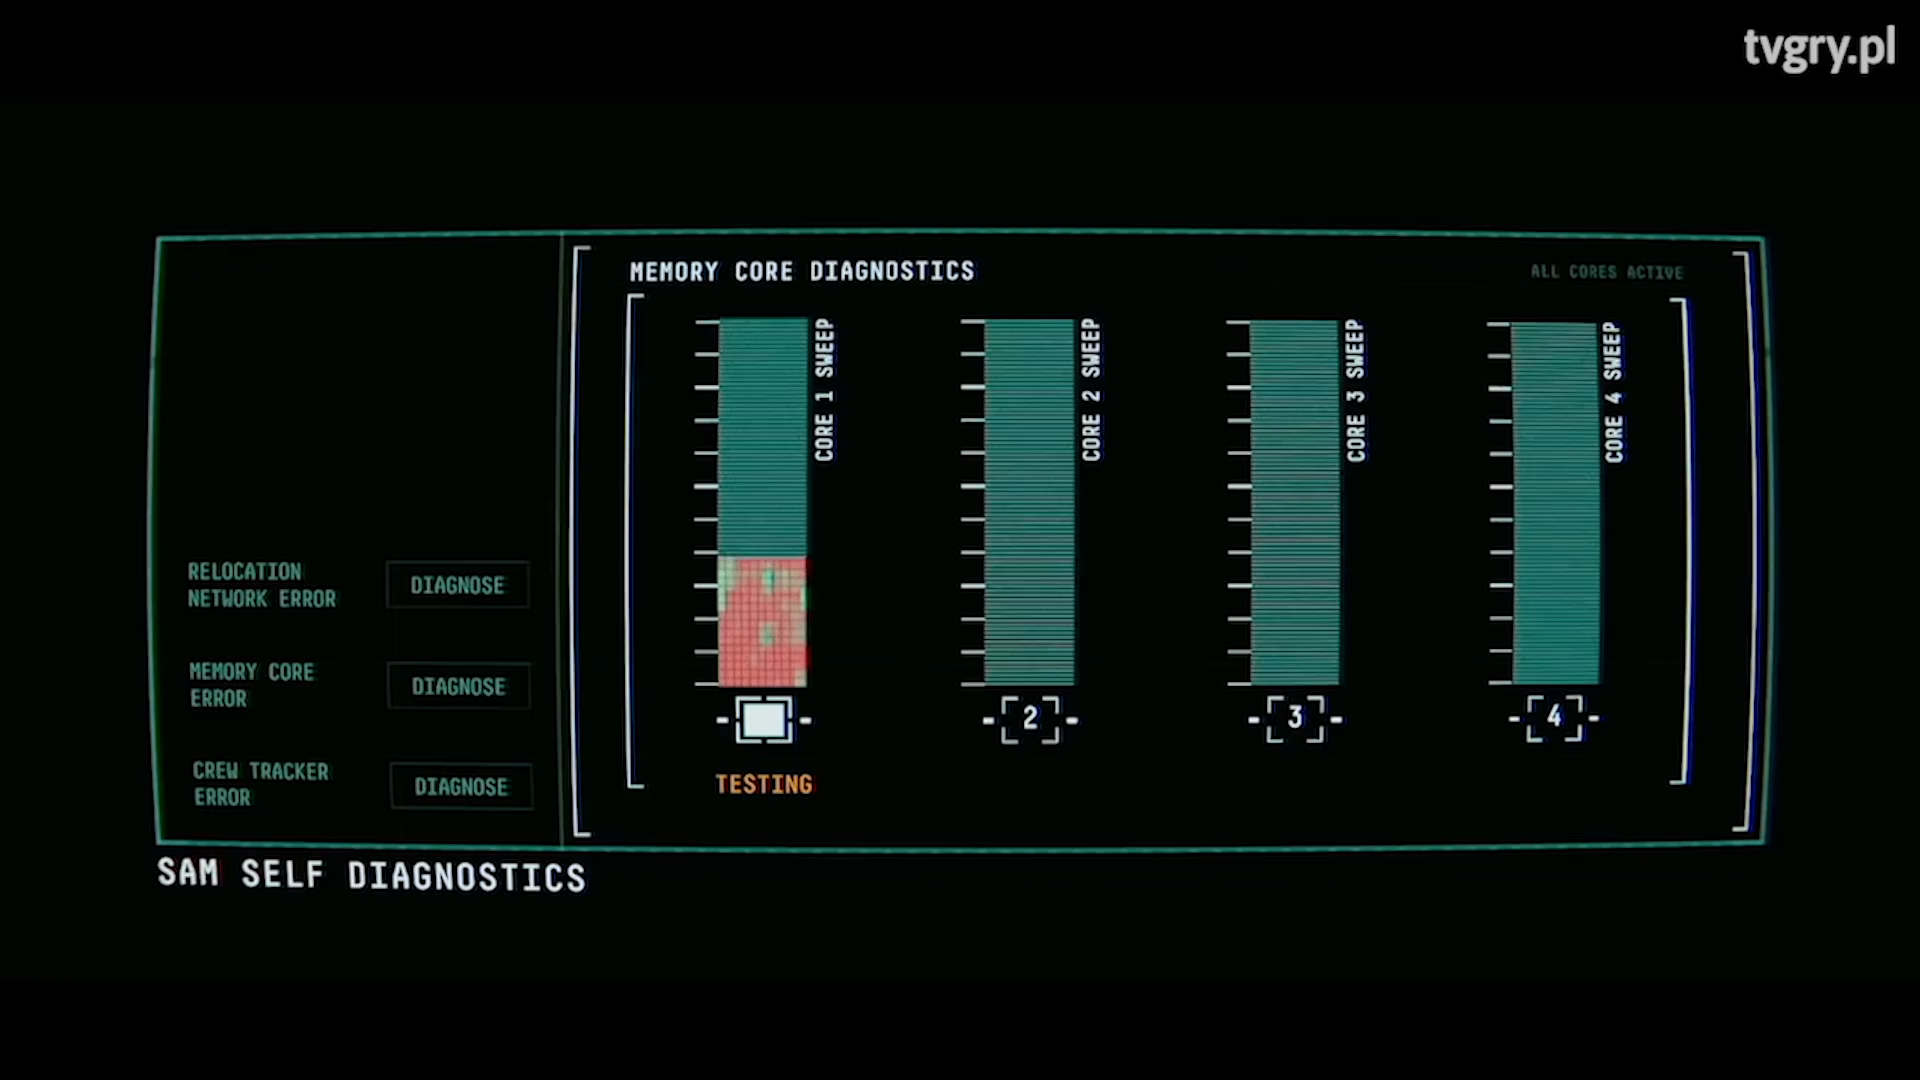 tvgry.pl
MEMORY CORE DIAGNOSTICS
ALL CORES ACTIVE
CORE 1 SWEEP
CORE 2 SWEEP
CORE 3 SWEEP
CORE 4 SWEEP
RELOCATION
NETWORK ERROR
DIAGNOSE
MEMORY CORE
ERROR
DIAGNOSE
CREW TRACKER
ERROR
DIAGNOSE
2
3
4
TESTING
SAM SELF DIAGNOSTICS